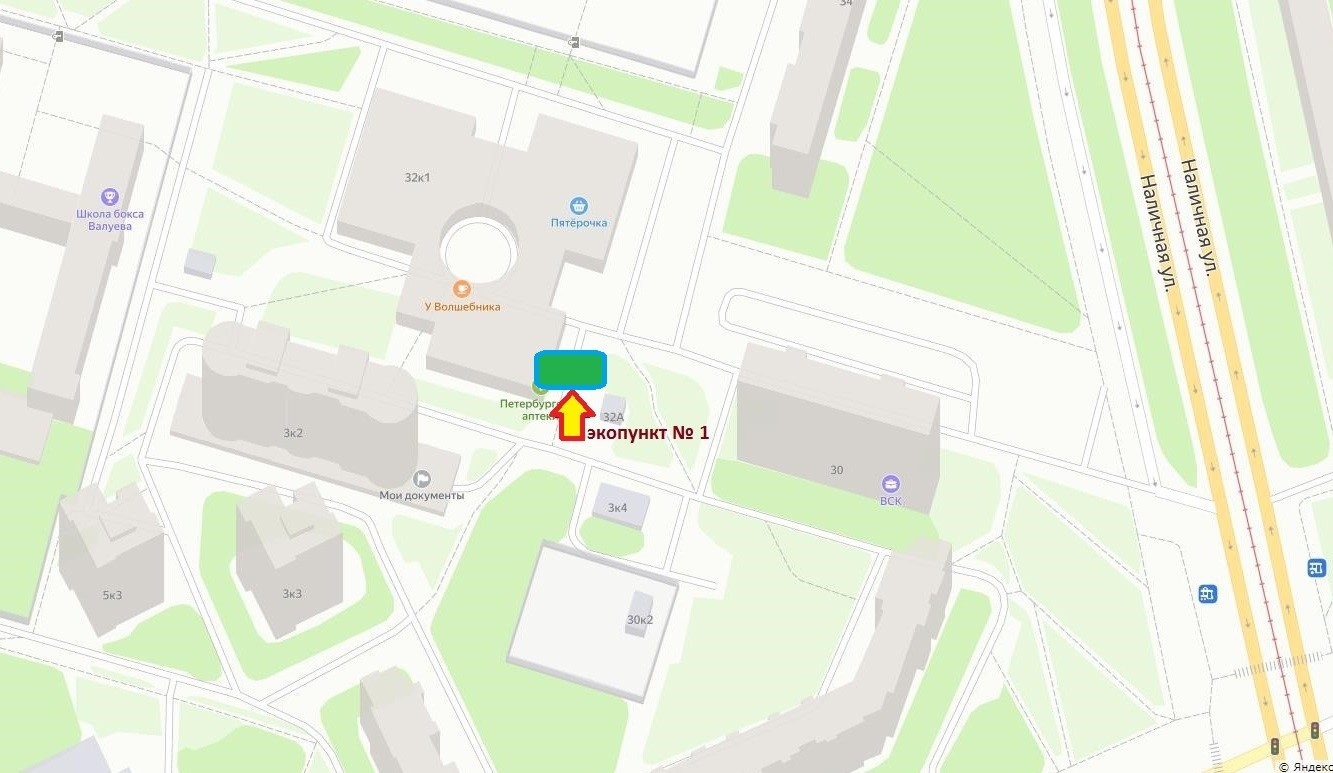 34
Наличная ул.
Наличная ул.
32к1
Пятёрочка
Школа бокса
Валуева
У Волшебника
Петербург
аптек
32А
экопункт № 1
3к2
Мои документы
30
ВСК
3к4
5к3
3к3
30к2
© Яндекс